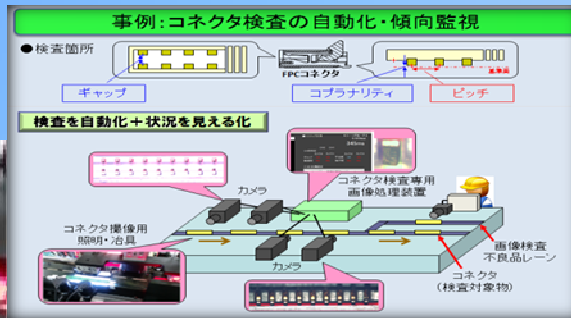 事例:コネクタ検査の自動化・傾向監視
●検査箇所
FPCコネクタ
基準面
ギャップ
コプラナリティ
ピッチ
検査を自動化+状況を見える化
カメラ
コネクタ検査専用
画像処理装置
コネクタ撮像用
照明・冶具
カメラ
画像検査
不良品レーン
コネクタ
(検査対象物)